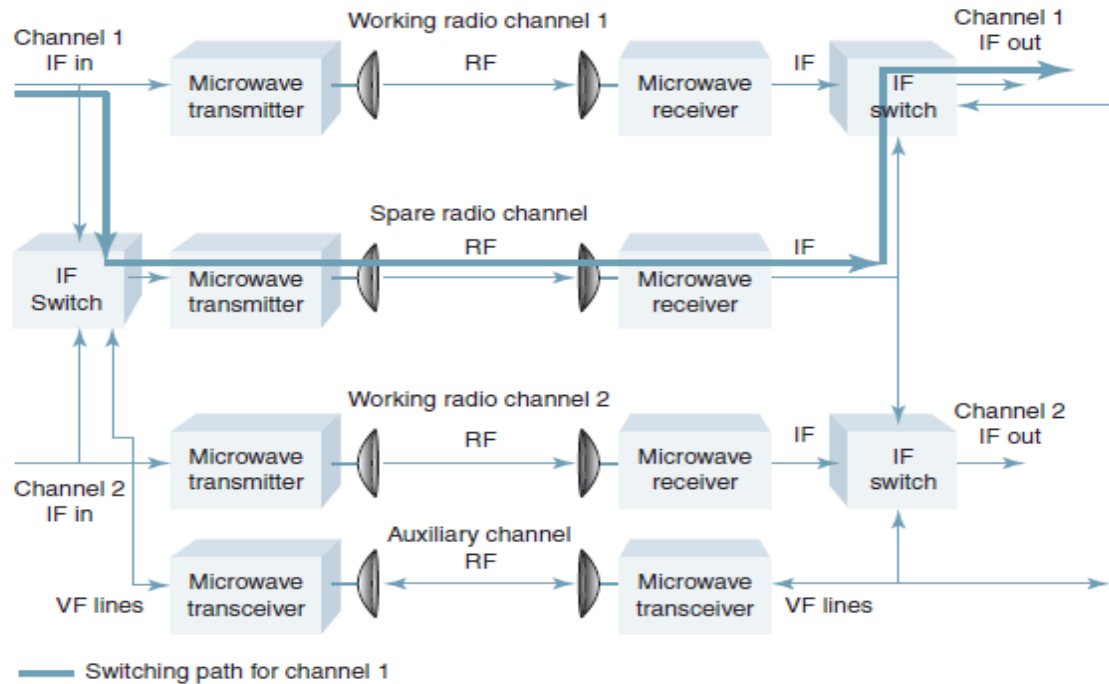 Working radio channel 1
Channel 1
IF out
Channel 1
IF in
RF
IF
Microwave
transmitter
Microwave
receiver
IF
switch
Spare radio channel
RF
IF
IF
Switch
Microwave
transmitter
Microwave
receiver
Working radio channel 2
Channel 2
IF out
RF
IF
Microwave
transmitter
Microwave
receiver
IF
switch
Channel 2
IF in
Auxiliary channel
RF
Microwave
transceiver
Microwave
transceiver
VF lines
VF lines
Switching path for channel 1